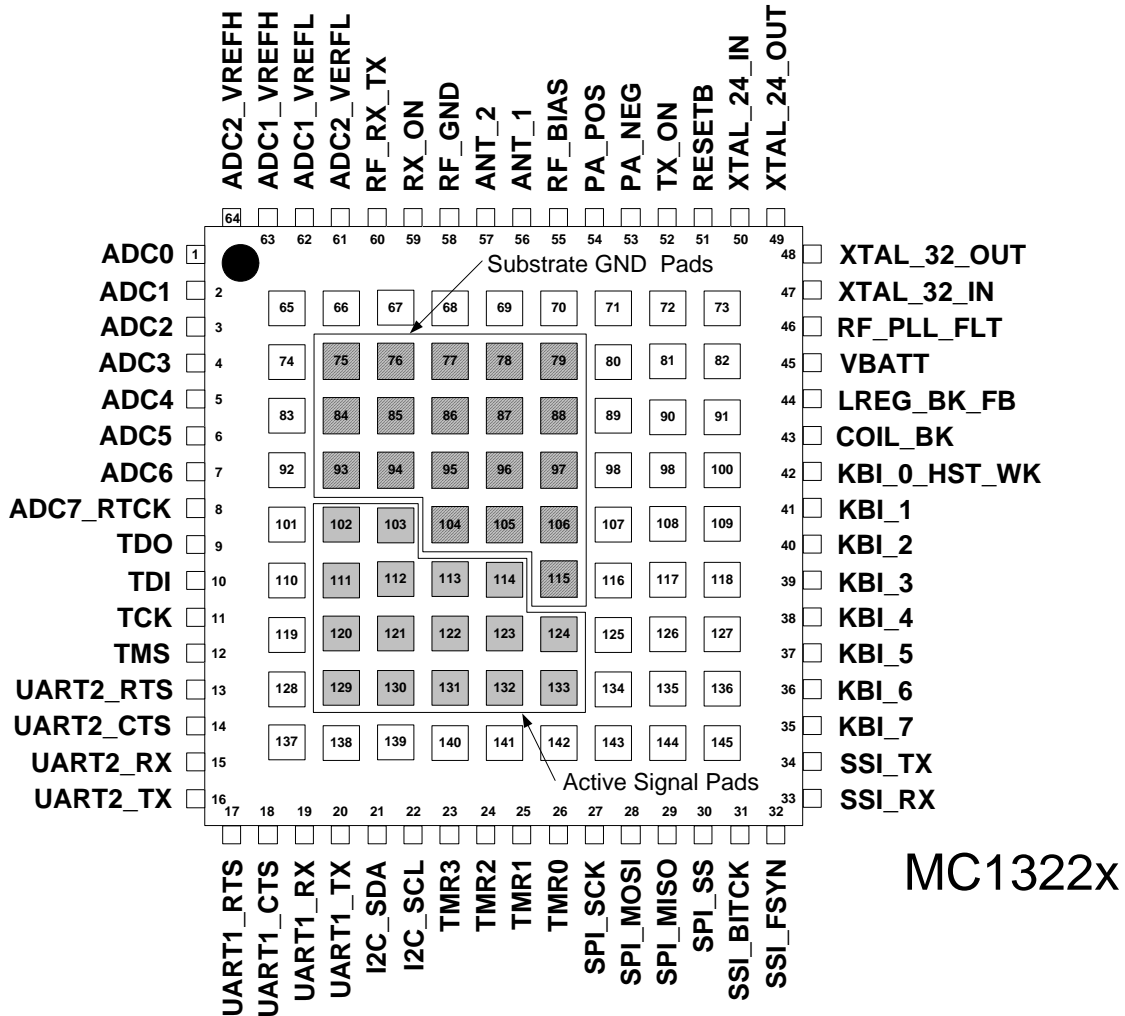 ADC2_VREFH
ADC1_VREFH
ADC1_VREFL
ADC2_VERFL
RF_RX_TX
RX_ON
RF_GND
ANT_2
ANT_1
RF_BIAS
PA_POS
PA_NEG
TX_ON
RESETB
XTAL_24_IN
XTAL_24_OUT
64 63 62 61 60 59 58 57 56 55 54 53 52 51 50 49
ADC0 1 48 XTAL_32_OUT
Substrate GND Pads
ADC1 2 47 XTAL_32_IN
65 66 67 68 69 70 71 72 73
ADC2 3 46 RF_PLL_FLT
ADC3 4 74 75 76 77 78 79 80 81 82 45 VBATT
ADC4 5 44 LREG_BK_FB
83 84 85 86 87 88 89 90 91
ADC5 6 43 COIL_BK
ADC6 7 92 93 94 95 96 97 98 98 100 42 KBI_0_HST_WK
ADC7_RTCK 8 41 KBI_1
101 102 103 104 105 106 107 108 109
TDO 9 40 KBI_2
TDI 10 110 111 112 113 114 115 116 117 118 39 KBI_3
TCK 11 38 KBI_4
119 120 121 122 123 124 125 126 127
TMS 12 37 KBI_5
UART2_RTS 13 128 129 130 131 132 133 134 135 136 36 KBI_6
UART2_CTS 14 35 KBI_7
137 138 139 140 141 142 143 144 145
UART2_RX 15 34 SSI_TX
Active Signal Pads
UART2_TX 16 33 SSI_RX
17 18 19 20 21 22 23 24 25 26 27 28 29 30 31 32
UART1_RTS
UART1_CTS
UART1_RX
UART1_TX
I2C_SDA
I2C_SCL
TMR3
TMR2
TMR1
TMR0
SPI_SCK
SPI_MOSI
SPI_MISO
SPI_SS
SSI_BITCK
SSI_FSYN
MC1322x